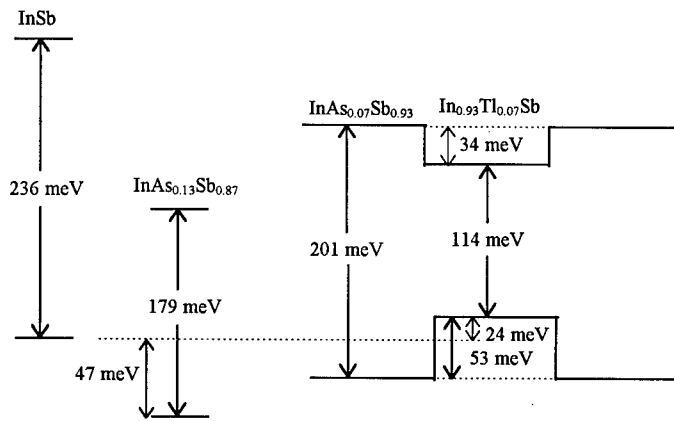 InSb
InAs₀.₀₇Sb₀.₉₃ In₀.₉₃Tl₀.₀₇Sb
34 meV
236 meV
InAs₀.₁₃Sb₀.₈₇
201 meV
114 meV
179 meV
24 meV
47 meV
53 meV